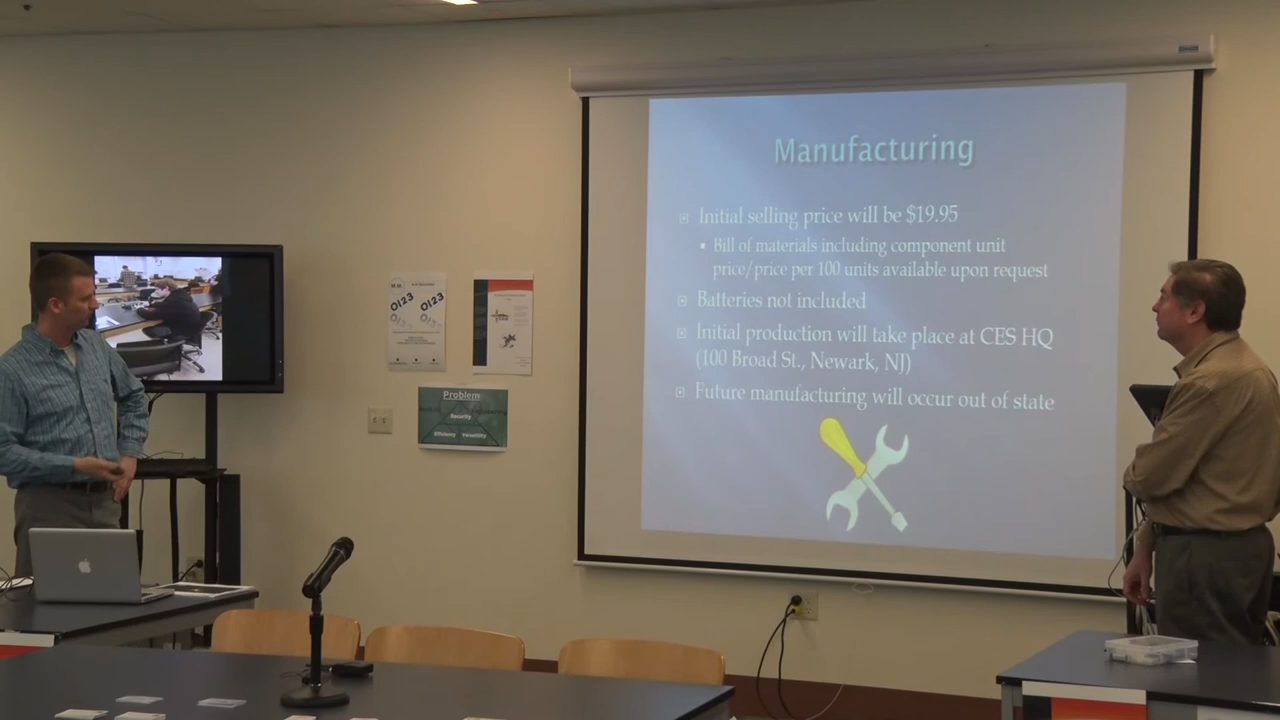 Manufacturing
Initial selling price will be $19.95
Bill of materials including component unit
price/price per 100 units available upon request
Batteries not included
Initial production will take place at CES HQ
(100 Broad St., Newark, NJ)
Future manufacturing will occur out of state
0123
0123
Problem
Security
Efficiency Versatility